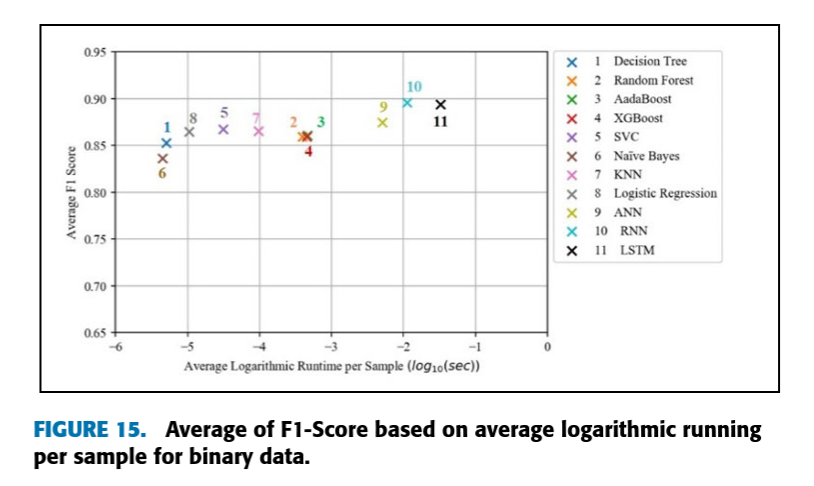 0.95
0.90
0.85
0.80
0.75
0.70
0.65
Average F1 Score
1
8
5
7
2
3
4
6
9
10
11
-6
-5
-4
-3
-2
-1
0
Average Logarithmic Runtime per Sample (log₁₀(sec))
1 Decision Tree
2 Random Forest
3 AadaBoost
4 XGBoost
5 SVC
6 Naïve Bayes
7 KNN
8 Logistic Regression
9 ANN
10 RNN
11 LSTM
FIGURE 15. Average of F1-Score based on average logarithmic running
per sample for binary data.